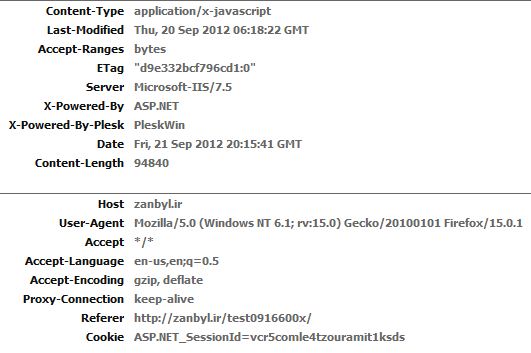 Content-Type application/x-javascript
Last-Modified Thu, 20 Sep 2012 06:18:22 GMT
Accept-Ranges bytes
ETag "d9e332bcf796cd1:0"
Server Microsoft-IIS/7.5
X-Powered-By ASP.NET
X-Powered-By-Plesk PleskWin
Date Fri, 21 Sep 2012 20:15:41 GMT
Content-Length 94840
Host zanbyl.ir
User-Agent Mozilla/5.0 (Windows NT 6.1; rv:15.0) Gecko/20100101 Firefox/15.0.1
Accept */*
Accept-Language en-us,en;q=0.5
Accept-Encoding gzip, deflate
Proxy-Connection keep-alive
Referer http://zanbyl.ir/test0916600x/
Cookie ASP.NET_SessionId=vcr5comle4tzouramit1ksds